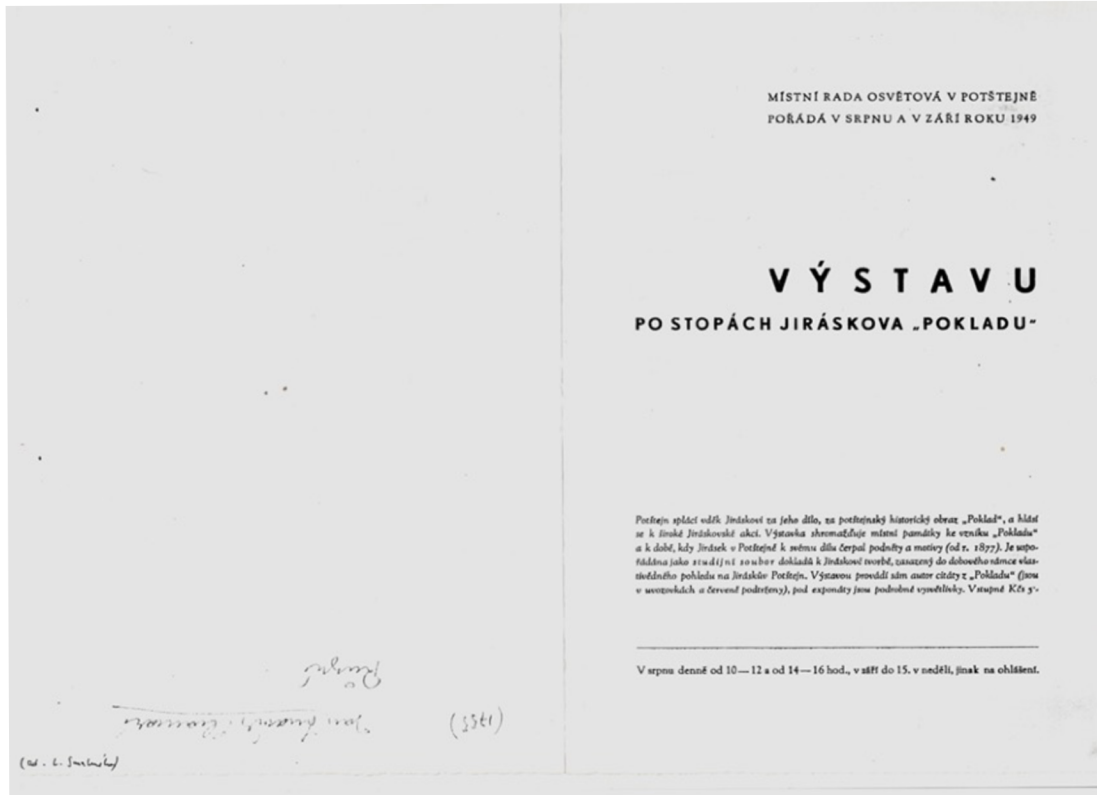 MÍSTNÍ RADA OSVĚTOVÁ V POTŠTEJNĚ
POŘÁDÁ V SRPNU A V ZÁŘÍ ROKU 1949
VÝSTAVU
PO STOPÁCH JIRÁSKOVA „POKLADU"
Potštejn splácí vděk Jiráskovi za jeho dílo, za potštejnský historický obraz „Poklad", a hlásí
se k široké Jiráskovské akci. Výstavka shromažďuje místní památky ke vzniku „Pokladu"
a k době, kdy Jirásek v Potštejně k svému dílu čerpal podněty a motivy (od r. 1877). Je uspo-
řádána jako studijní soubor dokladů k Jiráskově tvorbě, zasazený do dobového rámce vlas-
tivědného pohledu na Jiráskův Potštejn. Výstavou provádí sám autor citáty z „Pokladu" (jsou
v uvozovkách a červeně podtrženy), pod exponáty jsou podrobné vysvětlivky. Vstupné Kčs 3'-
V srpnu denně od 10—12 a od 14—16 hod., v září do 15. v neděli, jinak na ohlášení.